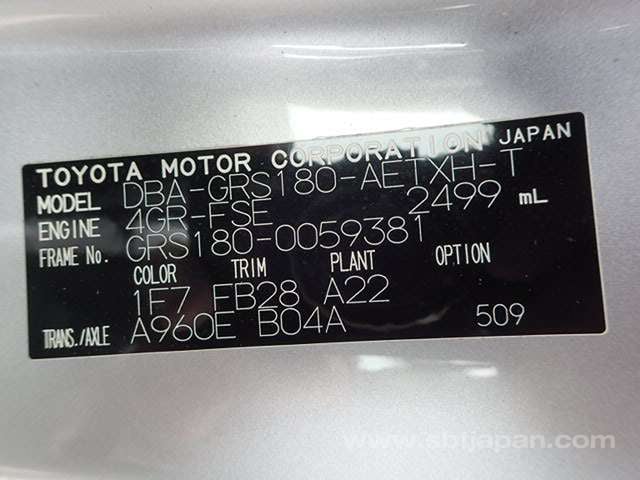 TOYOTA MOTOR CORPORATION JAPAN
MODEL DBA-GRS180-AETXH-T
ENGINE 4GR-FSE 2499 mL
FRAME No. GRS180-0059381
COLOR TRIM PLANT OPTION
1F7 FB28 A22
TRANS./AXLE A960E B04A 509
www.sbtjapan.com